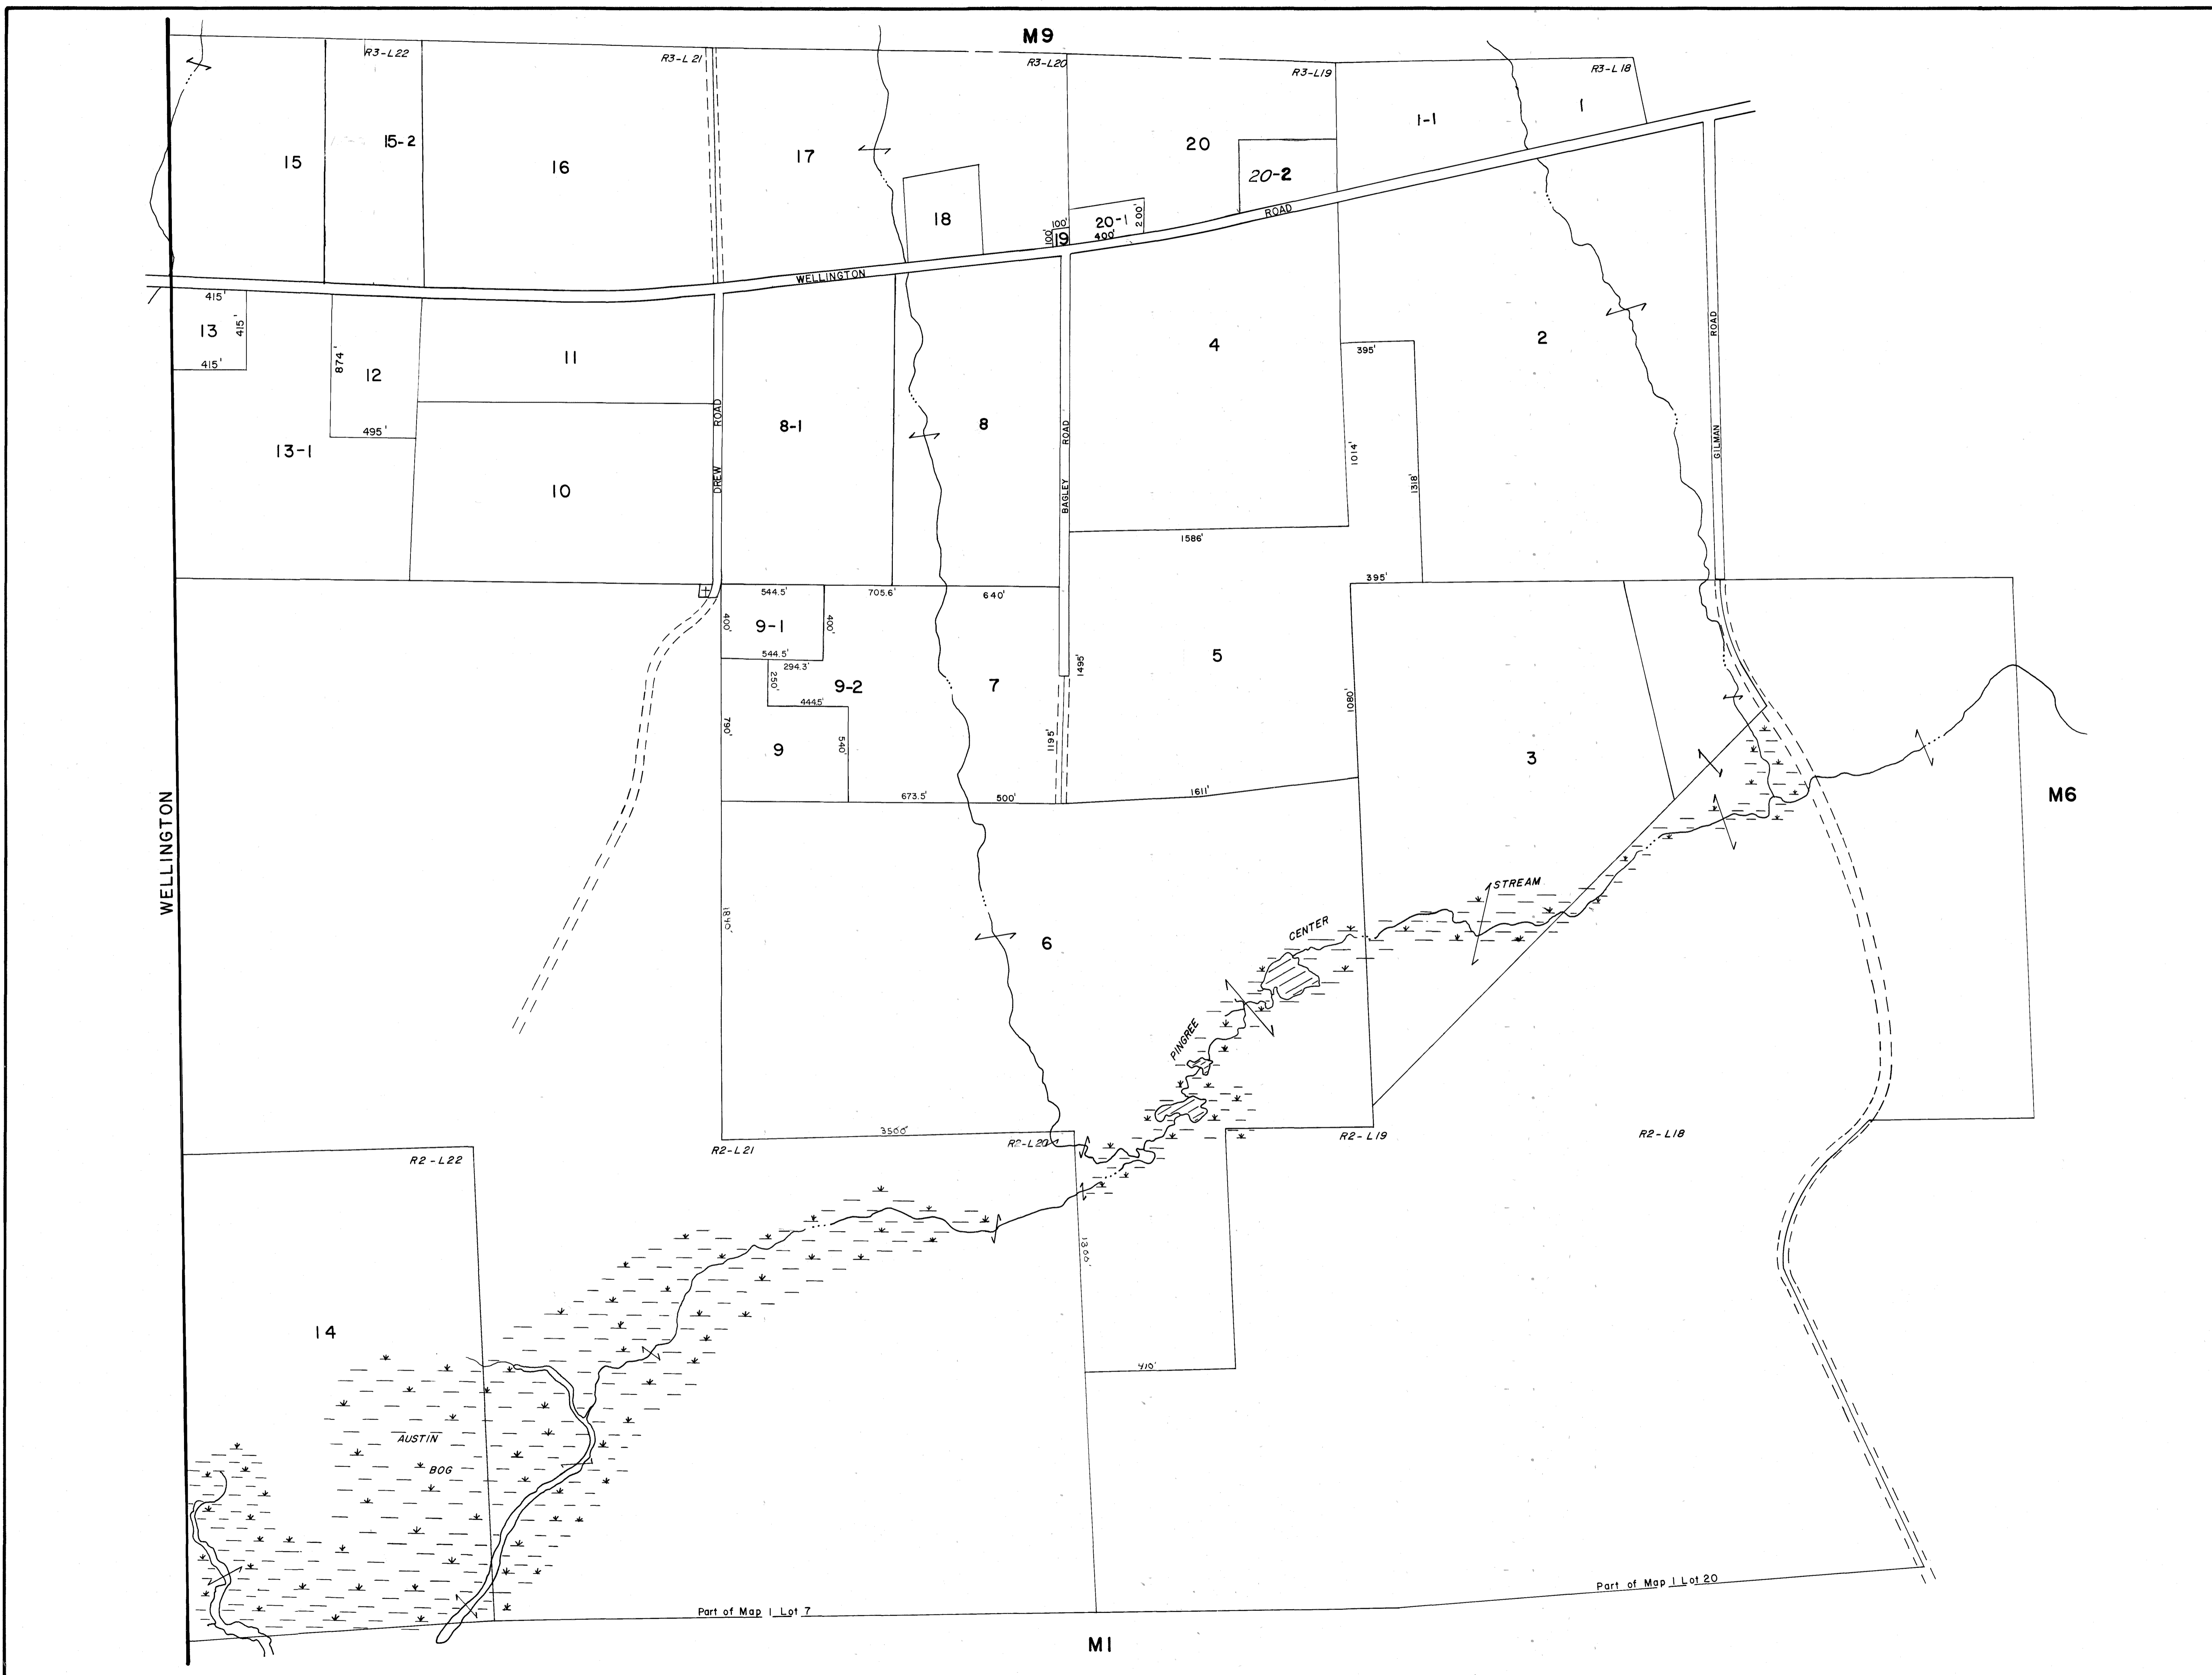 M9
R3-L22
R3-L21
R3-L20
R3-L19
R3-L18
15
15-2
16
17
18
19
100'
100'
20
20-1
200'
400'
20-2
1-1
1
WELLINGTON
ROAD
415'
13
415'
415'
874'
12
495'
13-1
11
10
DREW ROAD
8-1
8
BAGLEY ROAD
4
395'
1014'
1318'
1586'
2
GILMAN ROAD
395'
544.5'
705.6'
640'
400'
9-1
400'
544.5'
294.3'
250'
9-2
444.5'
790'
9
540'
7
1495'
1195'
673.5'
500'
1611'
5
1080'
3
M6
WELLINGTON
1840'
6
PINGREE
CENTER
STREAM
3500'
R2-L22
R2-L21
R2-L20
R2-L19
R2-L18
1300'
410'
14
AUSTIN
BOG
Part of Map 1 Lot 7
Part of Map 1 Lot 20
M1